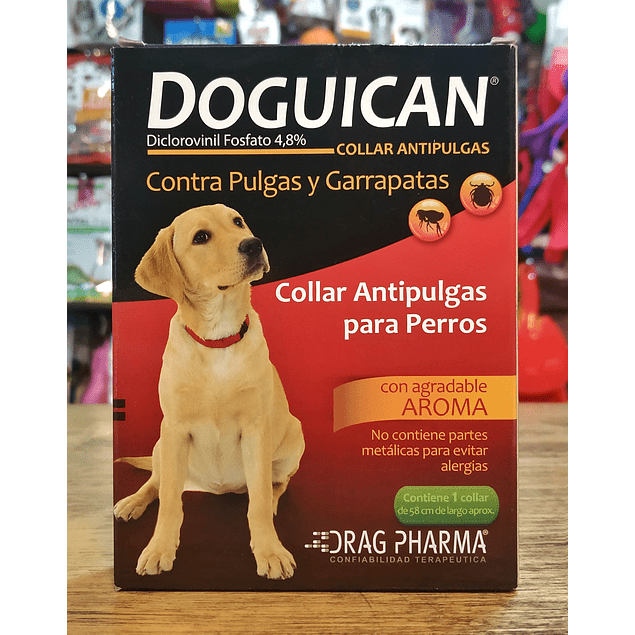 DOGUICAN®
Diclorovinil Fosfato 4,8%
COLLAR ANTIPULGAS
Contra Pulgas y Garrapatas
Collar Antipulgas
para Perros
con agradable
AROMA
No contiene partes
metálicas para evitar
alergias
Contiene 1 collar
de 58 cm de largo aprox.
DRAG PHARMA®
CONFIABILIDAD TERAPEUTICA